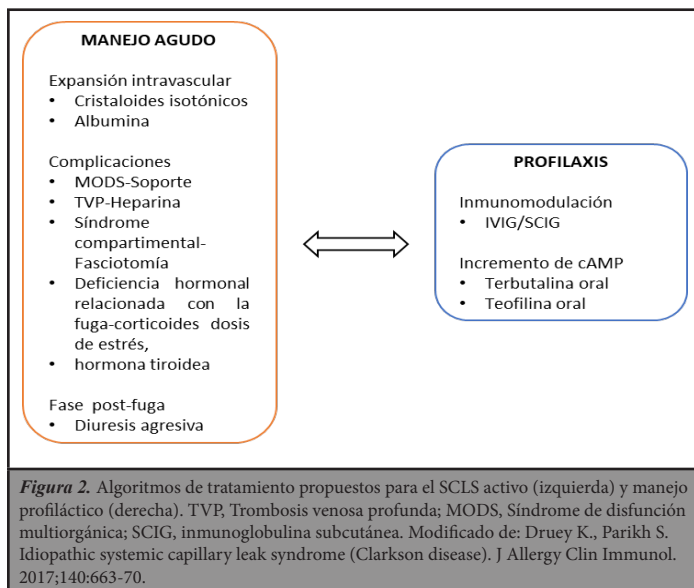 MANEJO AGUDO
Expansión intravascular
• Cristaloides isotónicos
• Albumina
Complicaciones
• MODS-Soporte
• TVP-Heparina
• Síndrome
compartimental-
Fasciotomía
• Deficiencia hormonal
relacionada con la
fuga-corticoides dosis
de estrés,
• hormona tiroidea
Fase post-fuga
• Diuresis agresiva
PROFILAXIS
Inmunomodulación
• IVIG/SCIG
Incremento de cAMP
• Terbutalina oral
• Teofilina oral
Figura 2. Algoritmos de tratamiento propuestos para el SCLS activo (izquierda) y manejo
profiláctico (derecha). TVP, Trombosis venosa profunda; MODS, Síndrome de disfunción
multiorgánica; SCIG, inmunoglobulina subcutánea. Modificado de: Druey K., Parikh S.
Idiopathic systemic capillary leak syndrome (Clarkson disease). J Allergy Clin Immunol.
2017;140:663-70.